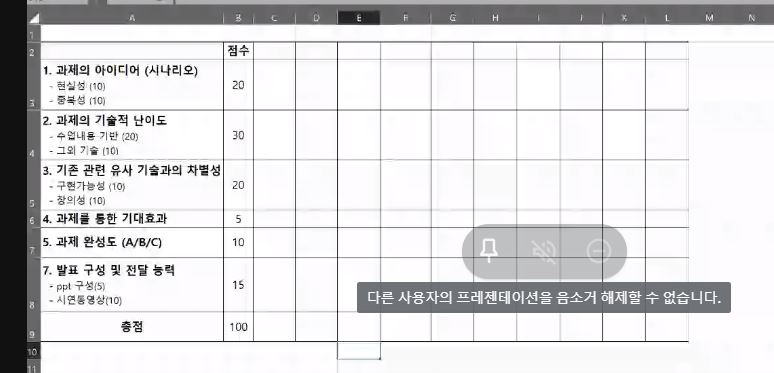 A B C D E F G H I J K L M N
1
2 점수
1. 과제의 아이디어 (시나리오)
- 현실성 (10)
- 중복성 (10)
3 20
2. 과제의 기술적 난이도
- 수업내용 기반 (20)
- 그외 기술 (10)
4 30
3. 기존 관련 유사 기술과의 차별성
- 구현가능성 (10)
- 창의성 (10)
5 20
6 4. 과제를 통한 기대효과 5
7 5. 과제 완성도 (A/B/C) 10
7. 발표 구성 및 전달 능력
- ppt 구성(5)
- 시연동영상(10)
8 15
다른 사용자의 프레젠테이션을 음소거 해제할 수 없습니다.
9 총점 100
10
11